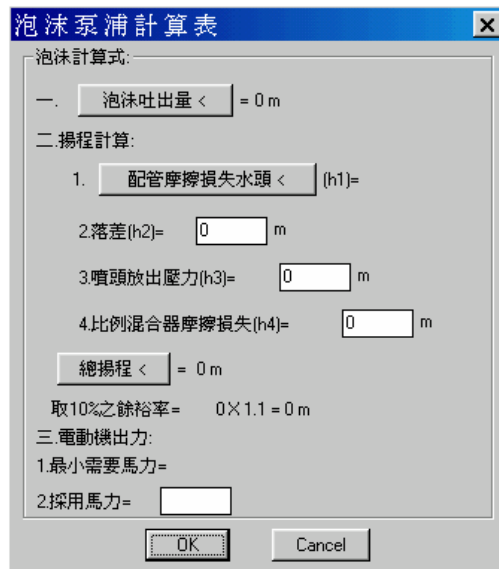 泡沫泵浦計算表
泡沫計算式:
一. 泡沫吐出量 < = 0 m
二.揚程計算:
1. 配管摩擦損失水頭 < (h1)=
2.落差(h2)= 0 m
3.噴頭放出壓力(h3)= 0 m
4.比例混合器摩擦損失(h4)= 0 m
總揚程 < = 0 m
取10%之餘裕率= 0×1.1 = 0 m
三.電動機出力:
1.最小需要馬力=
2.採用馬力=
OK Cancel